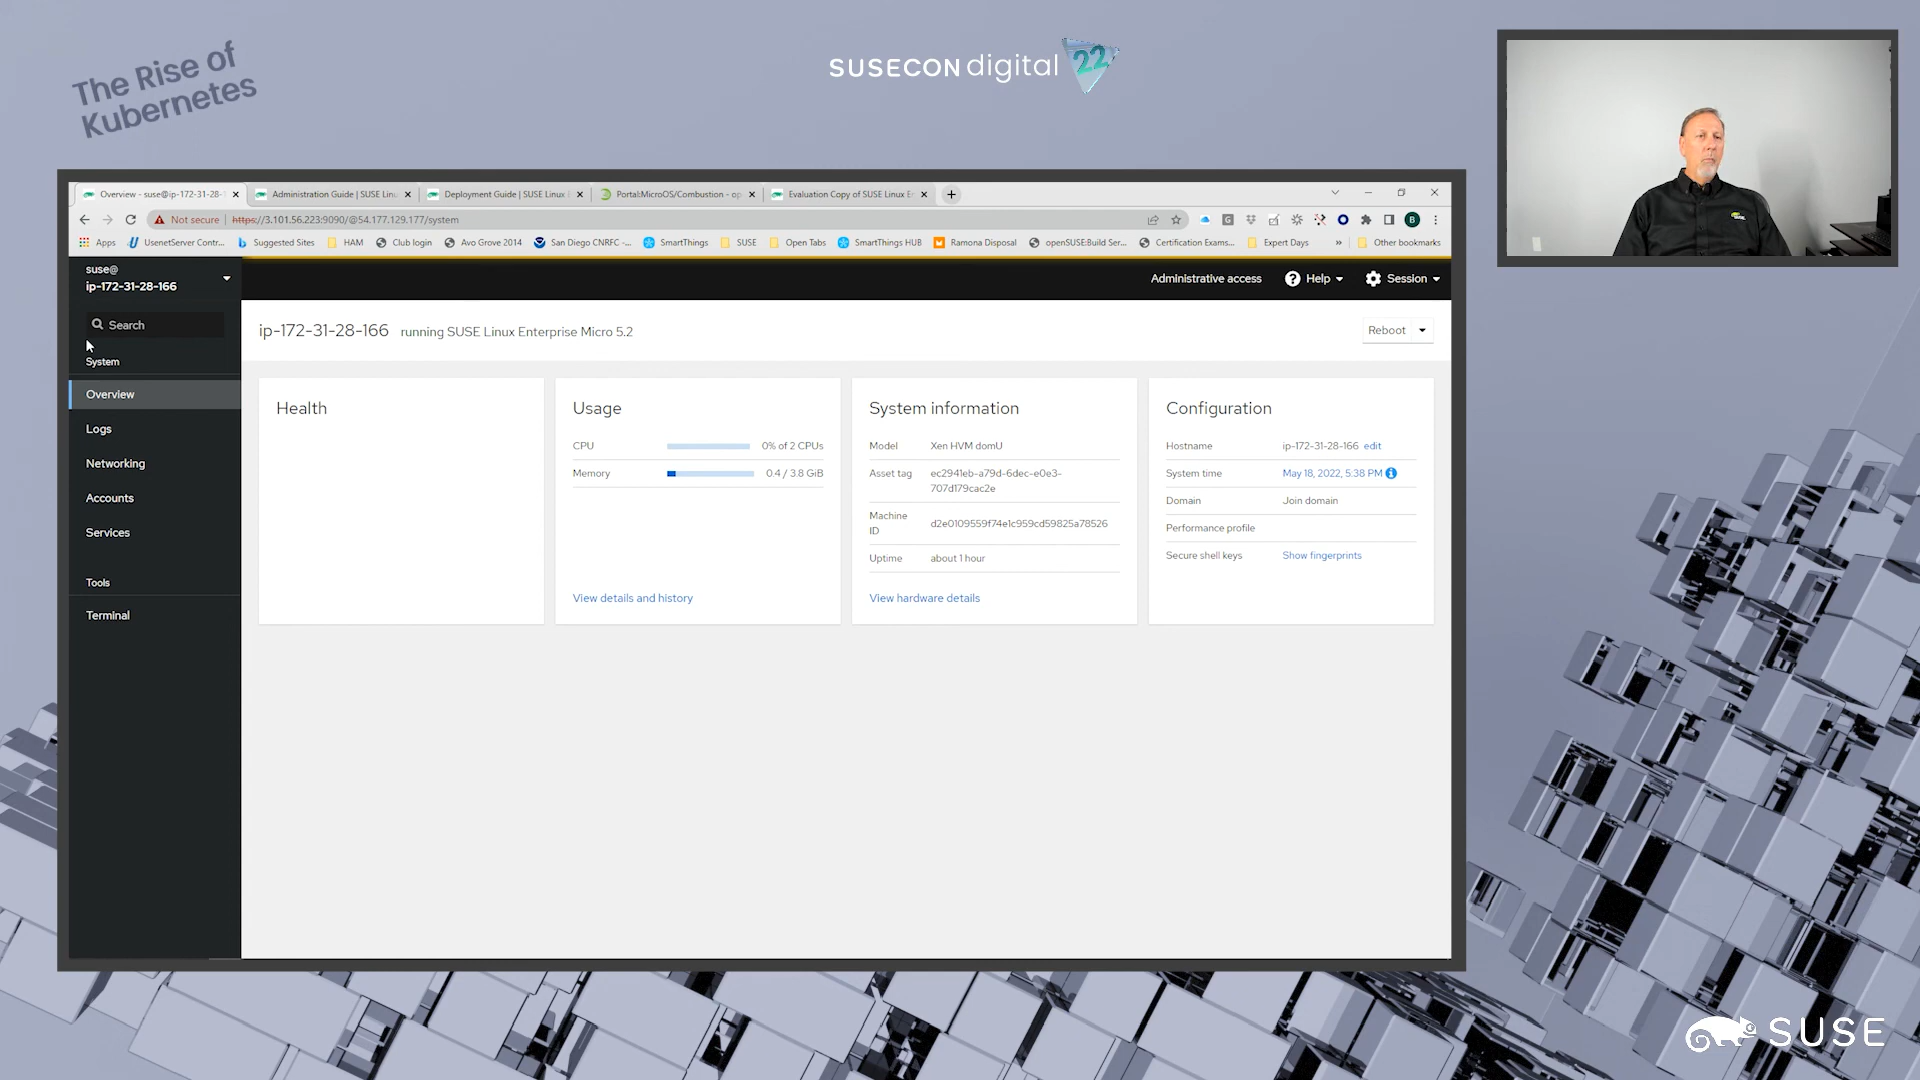 The Rise of
Kubernetes
SUSECON digital 22
Overview - suse@ip-172-31-28-
Administration Guide | SUSE Lin
Deployment Guide | SUSE Linux
Portal:MicroOS/Combustion - op
Evaluation Copy of SUSE Linux E
Not secure
https://3.101.56.223:9090/@54.177.129.177/system
Apps
UsenetServer Contr...
Suggested Sites
HAM
Club login
Avo Grove 2014
San Diego CNRFC -...
SmartThings
SUSE
Open Tabs
SmartThings HUB
Ramona Disposal
openSUSE:Build Ser...
Certification Exams...
Expert Days
»
Other bookmarks
suse@
ip-172-31-28-166
Administrative access
Help
Session
Search
System
Overview
Logs
Networking
Accounts
Services
Tools
Terminal
ip-172-31-28-166 running SUSE Linux Enterprise Micro 5.2
Reboot
Health
Usage
CPU 0% of 2 CPUs
Memory 0.4 / 3.8 GiB
View details and history
System information
Model Xen HVM domU
Asset tag ec2941eb-a79d-6dec-e0e3-
707d179cac2e
Machine
ID d2e0109559f74e1c959cd59825a78526
Uptime about 1 hour
View hardware details
Configuration
Hostname ip-172-31-28-166 edit
System time May 18, 2022, 5:38 PM
Domain Join domain
Performance profile
Secure shell keys Show fingerprints
SUSE